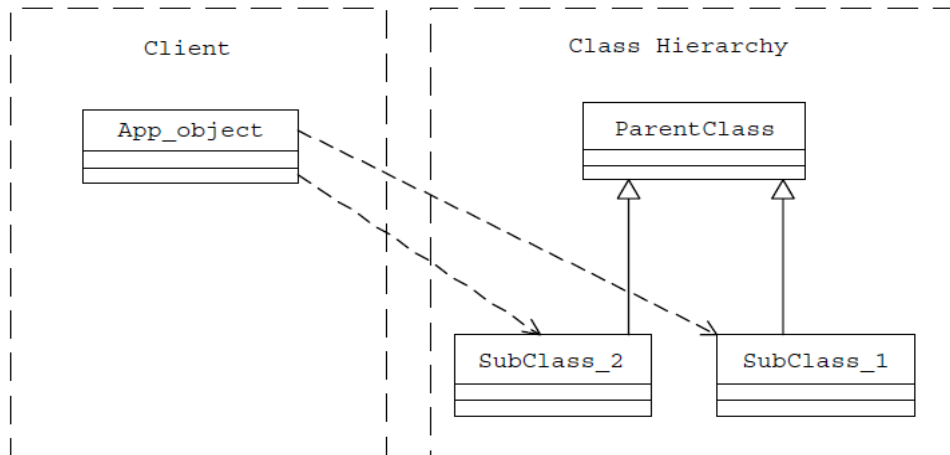 Client
Class Hierarchy
App_object
ParentClass
SubClass_2
SubClass_1